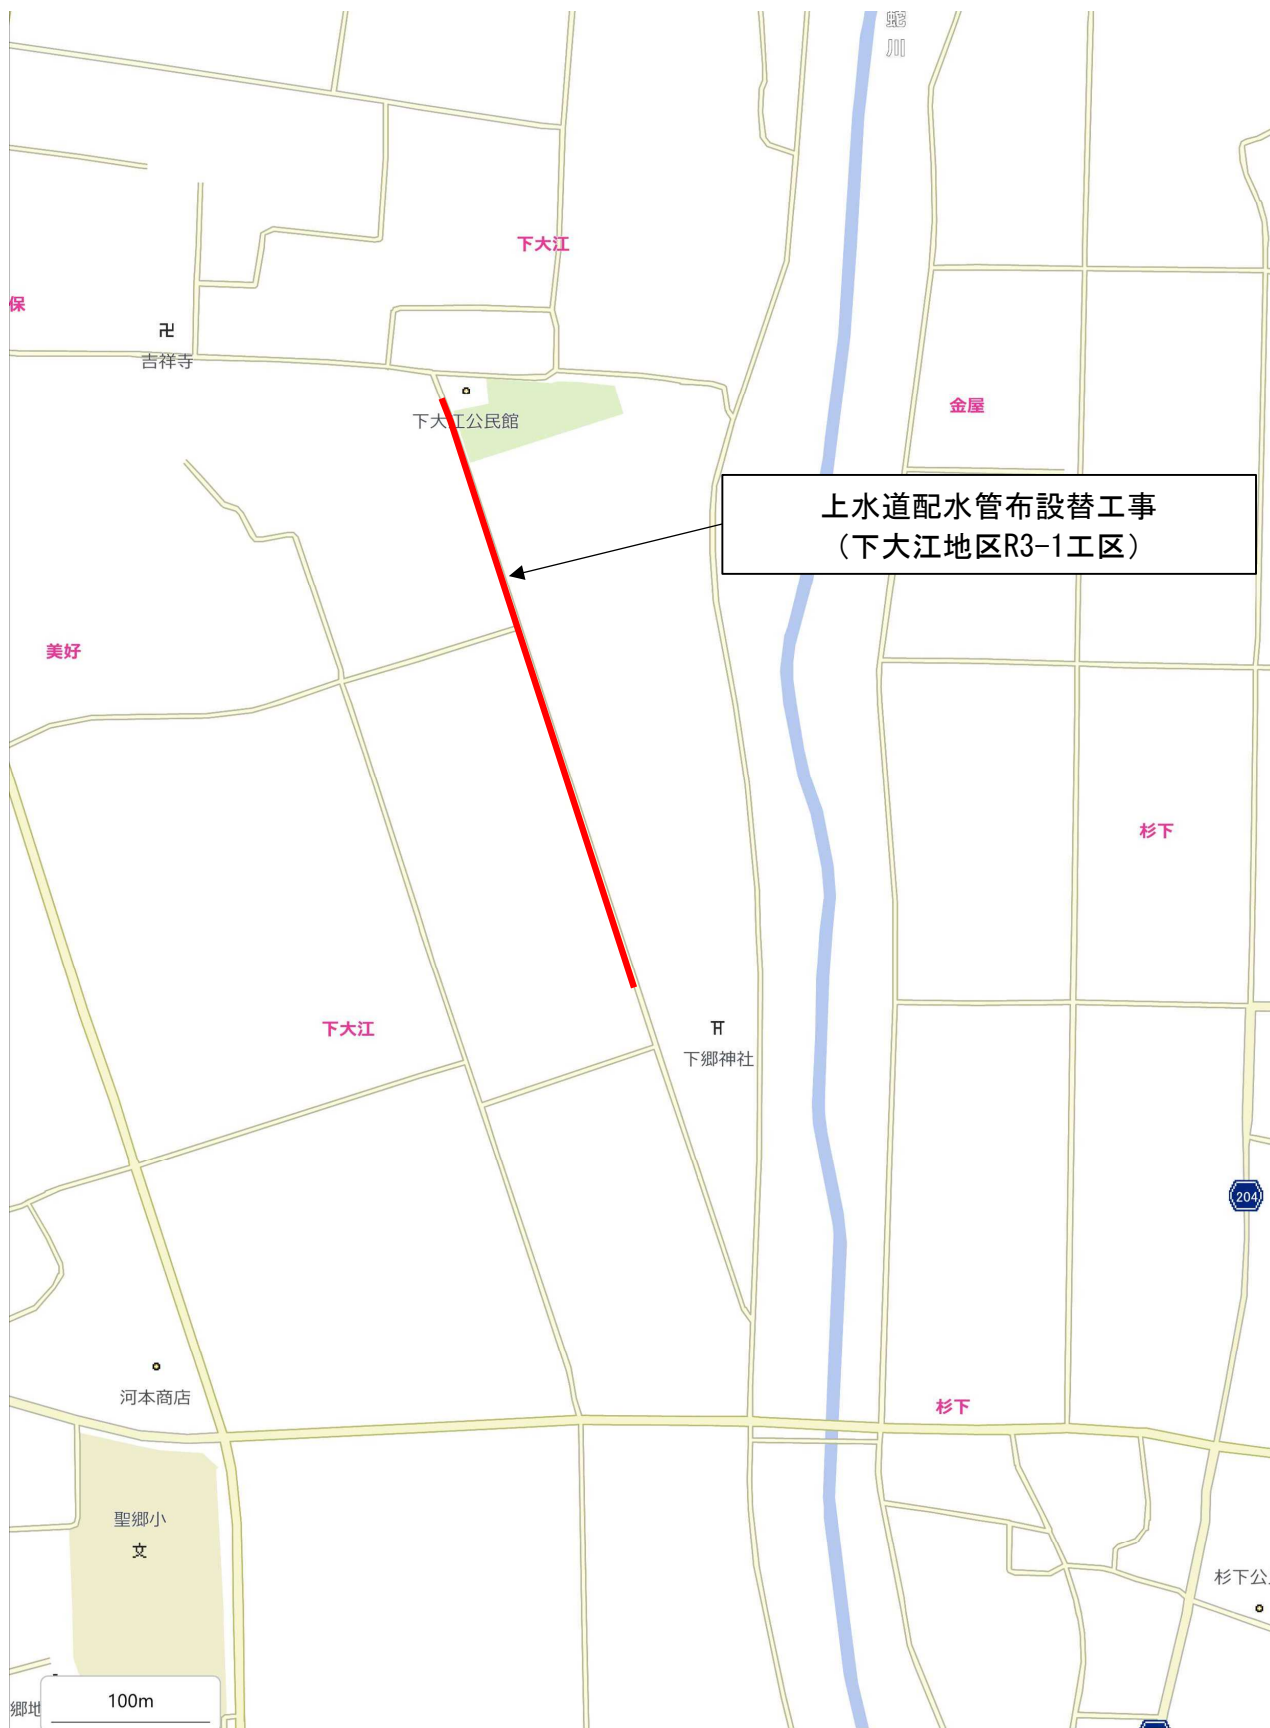 蛇
川
下大江
保
卍
吉祥寺
下大江公民館
金屋
上水道配水管布設替工事
（下大江地区R3-1工区）
美好
杉下
下大江
下郷神社
204
河本商店
杉下
聖郷小
文
杉下公
郷地
100m